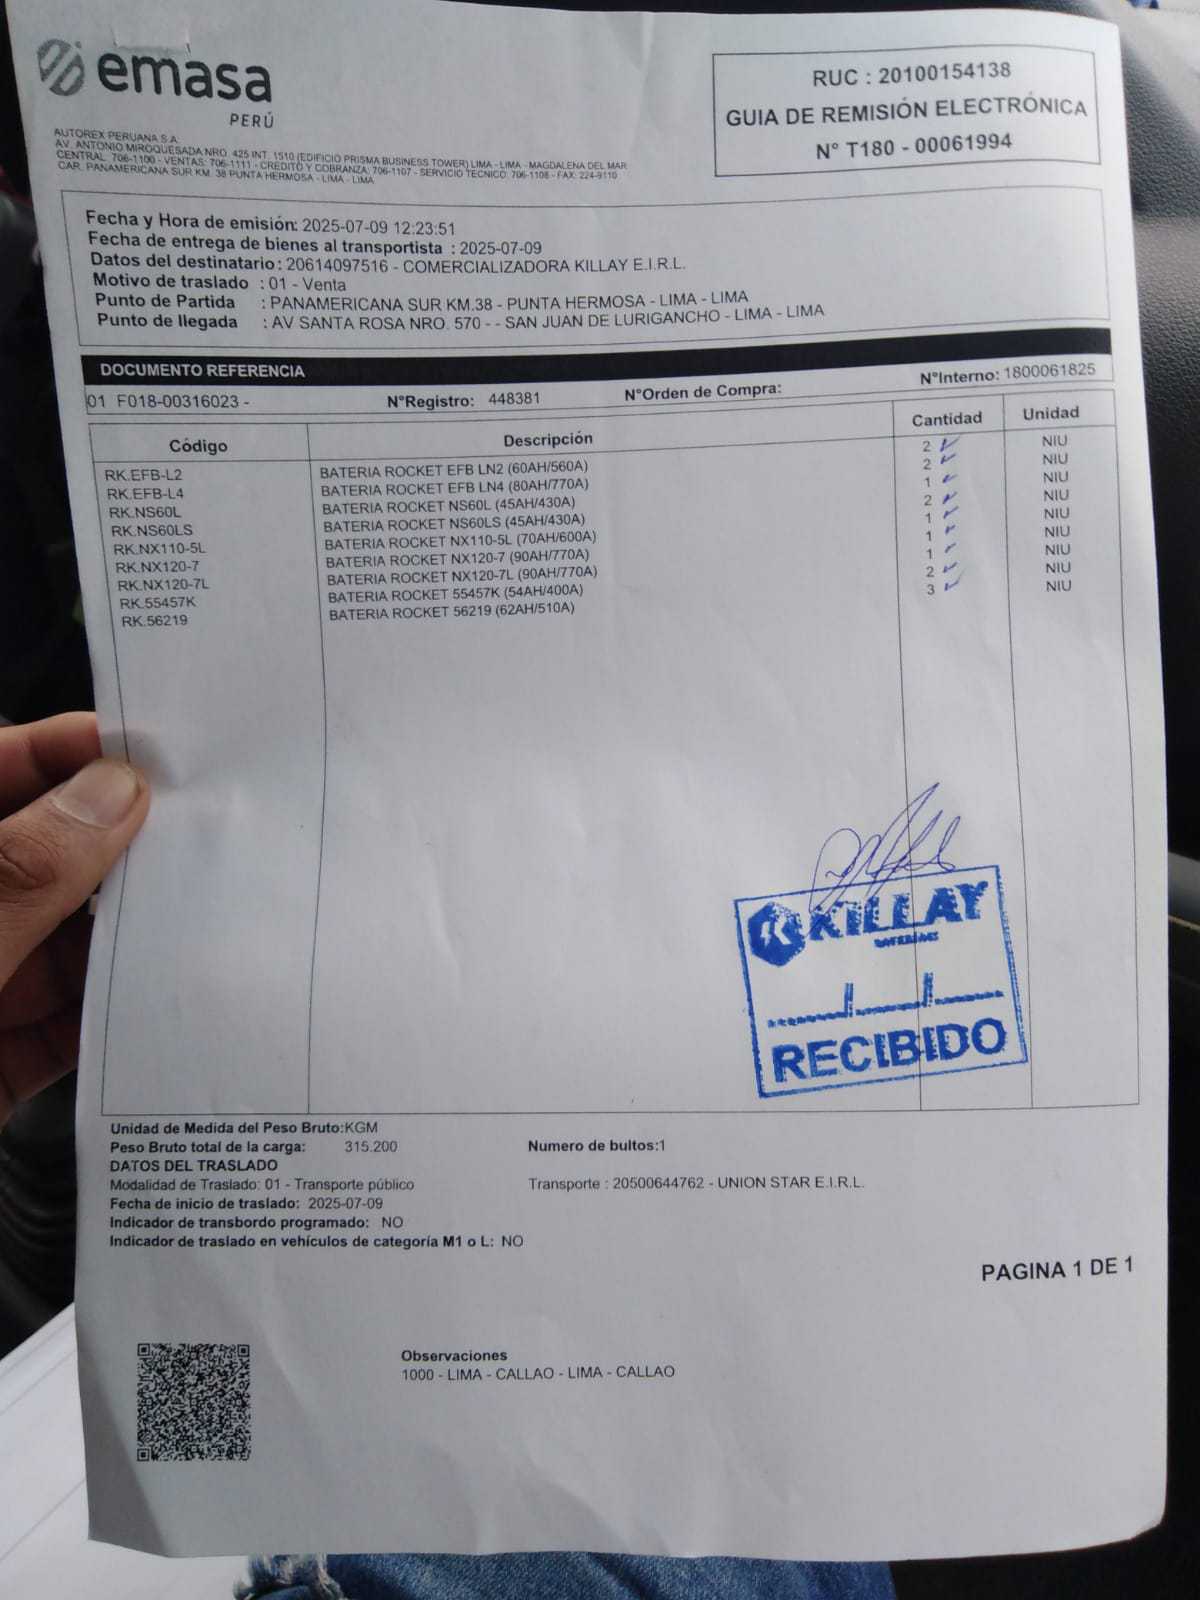 emasa
PERÚ
RUC : 20100154138
GUIA DE REMISIÓN ELECTRÓNICA
N° T180 - 00061994
AUTOREX PERUANA S.A.
AV. ANTONIO MIROQUESADA NRO. 425 INT. 1510 (EDIFICIO PRISMA BUSINESS TOWER) LIMA - LIMA - MAGDALENA DEL MAR
CENTRAL: 706-1100 - VENTAS: 706-1111 - CREDITO Y COBRANZA: 706-1107 - SERVICIO TECNICO: 706-1108 - FAX: 224-9110
CAR. PANAMERICANA SUR KM. 38 PUNTA HERMOSA - LIMA - LIMA
Fecha y Hora de emisión: 2025-07-09 12:23:51
Fecha de entrega de bienes al transportista : 2025-07-09
Datos del destinatario : 20614097516 - COMERCIALIZADORA KILLAY E.I.R.L.
Motivo de traslado : 01 - Venta
Punto de Partida : PANAMERICANA SUR KM.38 - PUNTA HERMOSA - LIMA - LIMA
Punto de llegada : AV SANTA ROSA NRO. 570 - - SAN JUAN DE LURIGANCHO - LIMA - LIMA
DOCUMENTO REFERENCIA
01 F018-00316023 - N°Registro: 448381 N°Orden de Compra: N°Interno: 1800061825
Código Descripción Cantidad Unidad
RK.EFB-L2 BATERIA ROCKET EFB LN2 (60AH/560A) 2 NIU
RK.EFB-L4 BATERIA ROCKET EFB LN4 (80AH/770A) 2 NIU
RK.NS60L BATERIA ROCKET NS60L (45AH/430A) 1 NIU
RK.NS60LS BATERIA ROCKET NS60LS (45AH/430A) 2 NIU
RK.NX110-5L BATERIA ROCKET NX110-5L (70AH/600A) 1 NIU
RK.NX120-7 BATERIA ROCKET NX120-7 (90AH/770A) 1 NIU
RK.NX120-7L BATERIA ROCKET NX120-7L (90AH/770A) 1 NIU
RK.55457K BATERIA ROCKET 55457K (54AH/400A) 2 NIU
RK.56219 BATERIA ROCKET 56219 (62AH/510A) 3 NIU
KILLAY
BATERIAS
RECIBIDO
Unidad de Medida del Peso Bruto:KGM
Peso Bruto total de la carga: 315.200 Numero de bultos:1
DATOS DEL TRASLADO
Modalidad de Traslado: 01 - Transporte público Transporte : 20500644762 - UNION STAR E.I.R.L.
Fecha de inicio de traslado: 2025-07-09
Indicador de transbordo programado: NO
Indicador de traslado en vehículos de categoría M1 o L: NO
PAGINA 1 DE 1
Observaciones
1000 - LIMA - CALLAO - LIMA - CALLAO